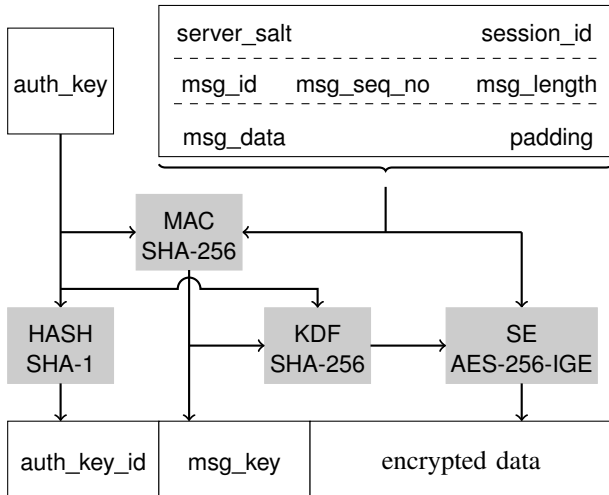 server_salt session_id
auth_key
msg_id msg_seq_no msg_length
msg_data padding
MAC
SHA-256
HASH
SHA-1
KDF
SHA-256
SE
AES-256-IGE
auth_key_id msg_key encrypted data